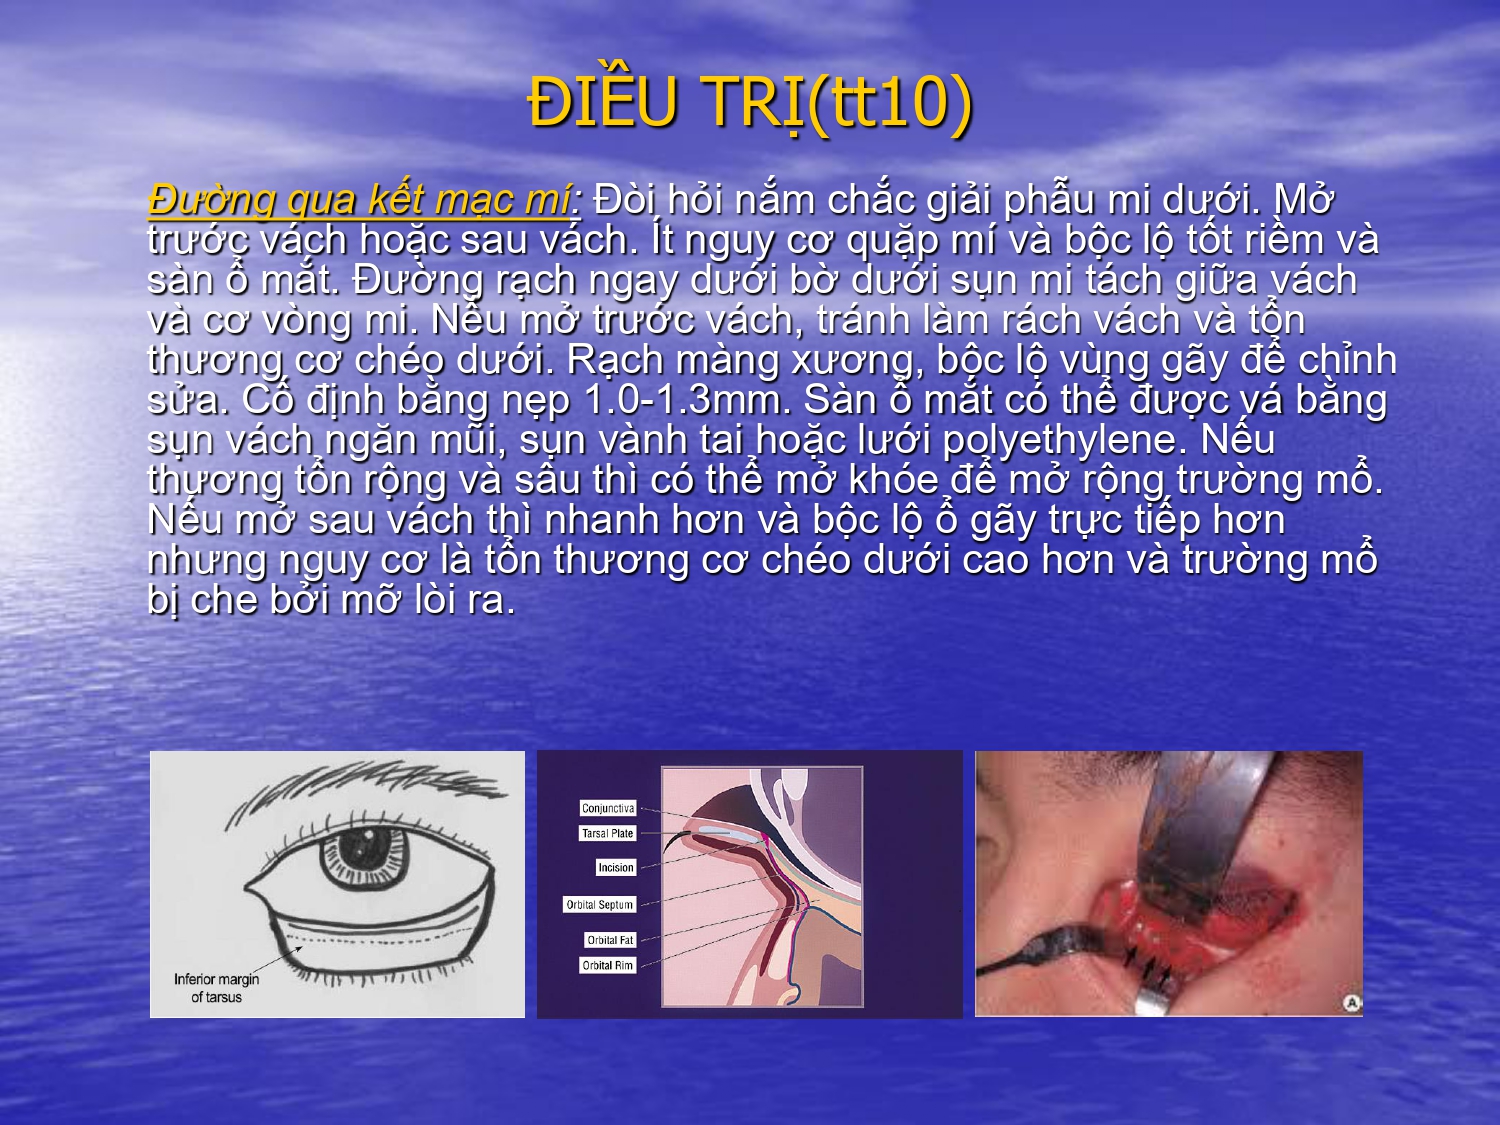 ĐIỀU TRỊ(tt10)
Đường qua kết mạc mí: Đòi hỏi nắm chắc giải phẫu mi dưới. Mở
trước vách hoặc sau vách. Ít nguy cơ quặp mí và bộc lộ tốt riềm và
sàn ổ mắt. Đường rạch ngay dưới bờ dưới sụn mi tách giữa vách
và cơ vòng mi. Nếu mở trước vách, tránh làm rách vách và tổn
thương cơ chéo dưới. Rạch màng xương, bộc lộ vùng gãy để chỉnh
sửa. Cố định bằng nẹp 1.0-1.3mm. Sàn ổ mắt có thể được vá bằng
sụn vách ngăn mũi, sụn vành tai hoặc lưới polyethylene. Nếu
thương tổn rộng và sâu thì có thể mở khóe để mở rộng trường mổ.
Nếu mở sau vách thì nhanh hơn và bộc lộ ổ gãy trực tiếp hơn
nhưng nguy cơ là tổn thương cơ chéo dưới cao hơn và trường mổ
bị che bởi mỡ lòi ra.
Inferior margin
of tarsus
Conjunctiva
Tarsal Plate
Incision
Orbital Septum
Orbital Fat
Orbital Rim
A